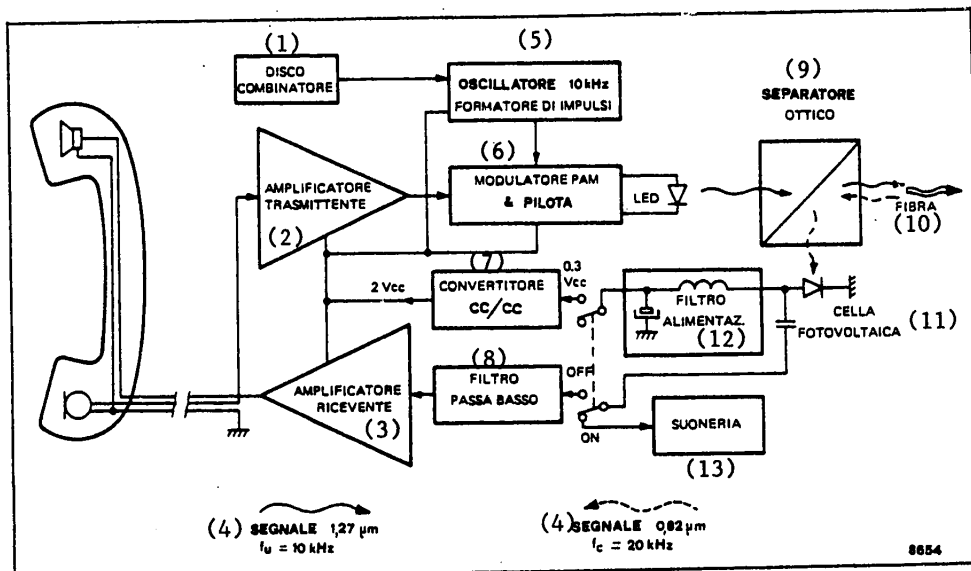 (1)
DISCO
COMBINATORE
(5)
OSCILLATORE 10kHz
FORMATORE DI IMPULSI
(9)
SEPARATORE
OTTICO
AMPLIFICATORE
TRASMITTENTE
(2)
(6)
MODULATORE PAM
& PILOTA
LED
FIBRA
(10)
(7)
2 Vcc
CONVERTITORE
CC/CC
0.3
Vcc
FILTRO
ALIMENTAZ.
(12)
CELLA
FOTOVOLTAICA
(11)
AMPLIFICATORE
RICEVENTE
(3)
(8)
FILTRO
PASSA BASSO
OFF
ON
SUONERIA
(13)
(4) SEGNALE 1,27 µm
fu = 10 kHz
(4) SEGNALE 0,82 µm
fc = 20 kHz
8654